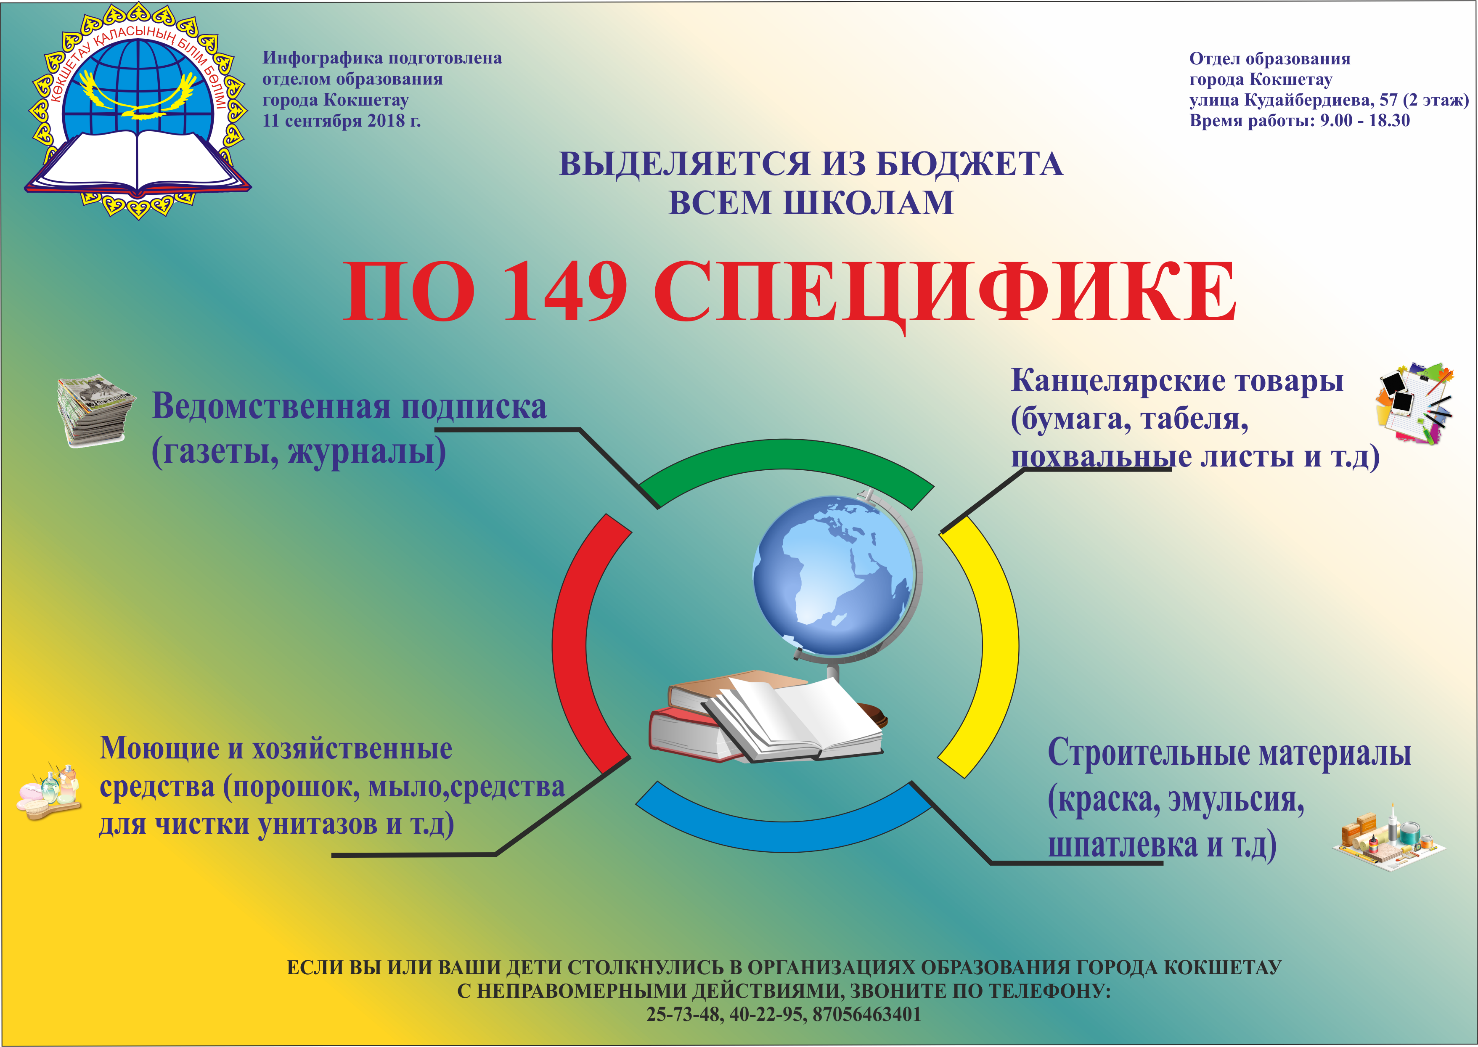 КӨКШЕТАУ ҚАЛАСЫНЫҢ БІЛІМ БӨЛІМІ
Инфографика подготовлена
отделом образования
города Кокшетау
11 сентября 2018 г.
Отдел образования
города Кокшетау
улица Кудайбердиева, 57 (2 этаж)
Время работы: 9.00 - 18.30
ВЫДЕЛЯЕТСЯ ИЗ БЮДЖЕТА
ВСЕМ ШКОЛАМ
ПО 149 СПЕЦИФИКЕ
Ведомственная подписка
(газеты, журналы)
Канцелярские товары
(бумага, табеля,
похвальные листы и т.д)
Моющие и хозяйственные
средства (порошок, мыло,средства
для чистки унитазов и т.д)
Строительные материалы
(краска, эмульсия,
шпатлевка и т.д)
ЕСЛИ ВЫ ИЛИ ВАШИ ДЕТИ СТОЛКНУЛИСЬ В ОРГАНИЗАЦИЯХ ОБРАЗОВАНИЯ ГОРОДА КОКШЕТАУ
С НЕПРАВОМЕРНЫМИ ДЕЙСТВИЯМИ, ЗВОНИТЕ ПО ТЕЛЕФОНУ:
25-73-48, 40-22-95, 87056463401